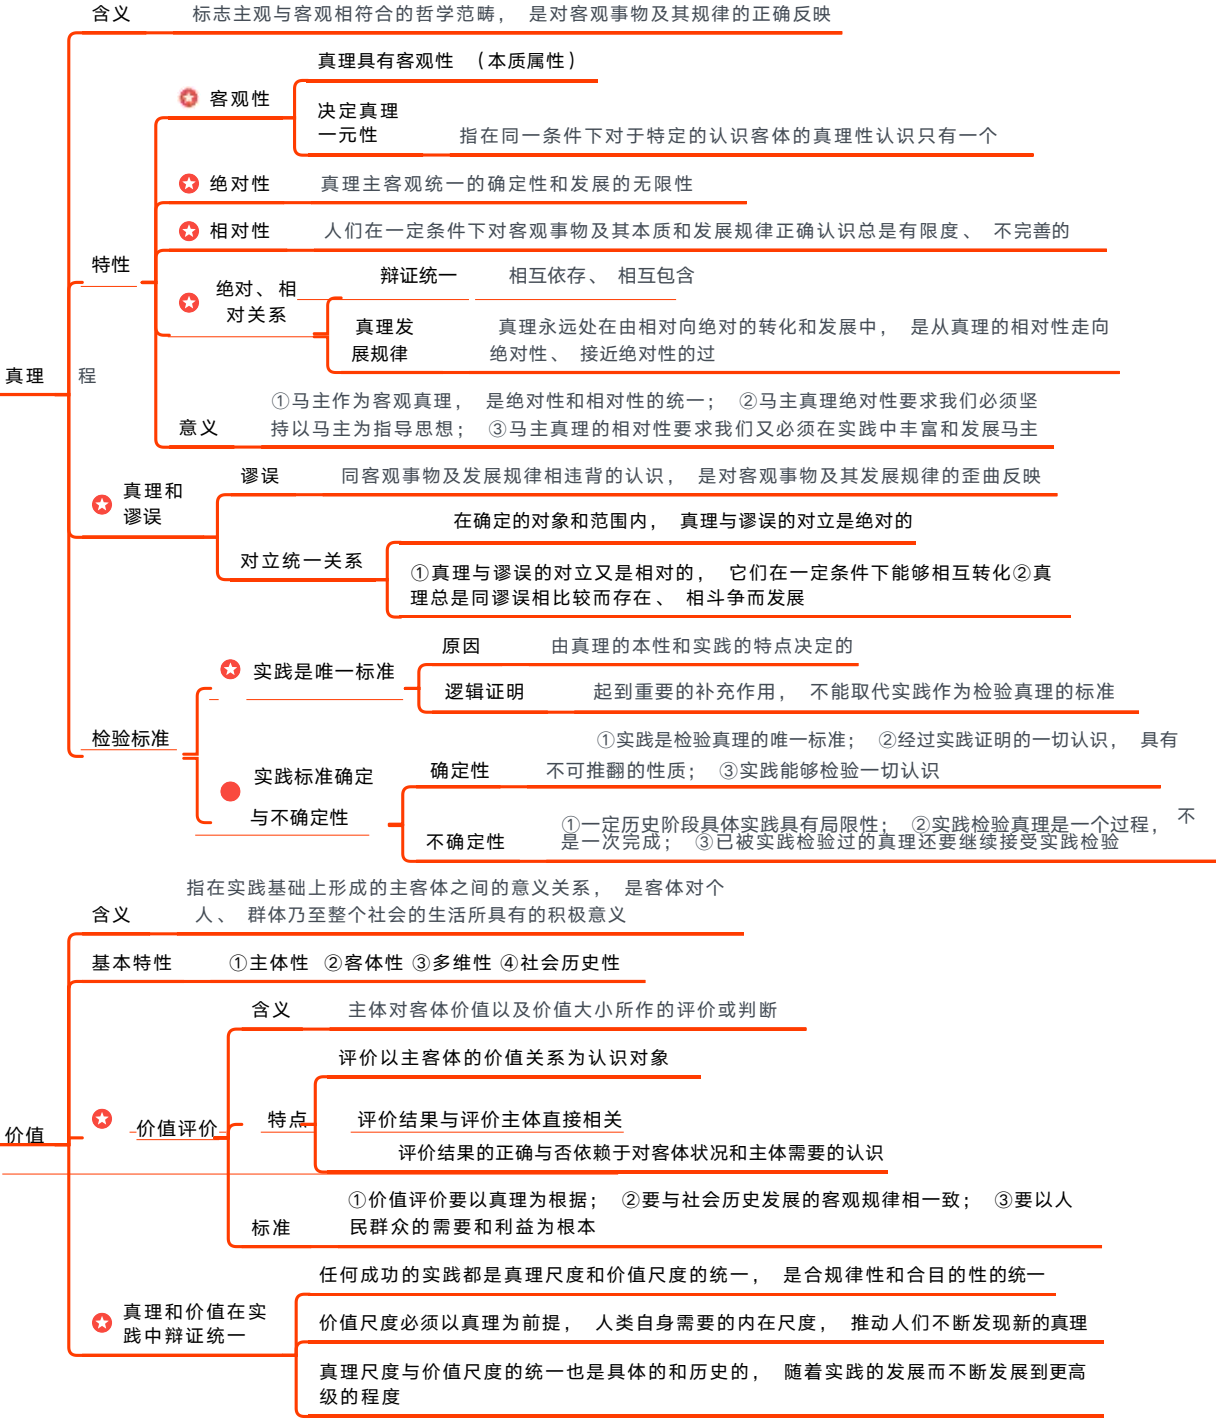 含义 标志主观与客观相符合的哲学范畴， 是对客观事物及其规律的正确反映
真理具有客观性 （本质属性）
客观性
决定真理
一元性 指在同一条件下对于特定的认识客体的真理性认识只有一个
绝对性 真理主客观统一的确定性和发展的无限性
相对性 人们在一定条件下对客观事物及其本质和发展规律正确认识总是有限度、 不完善的
特性
辩证统一 相互依存、 相互包含
绝对、相
对关系
真理发 真理永远处在由相对向绝对的转化和发展中， 是从真理的相对性走向
展规律 绝对性、 接近绝对性的过
真理 程
①马主作为客观真理， 是绝对性和相对性的统一； ②马主真理绝对性要求我们必须坚
意义 持以马主为指导思想； ③马主真理的相对性要求我们又必须在实践中丰富和发展马主
谬误 同客观事物及发展规律相违背的认识， 是对客观事物及其发展规律的歪曲反映
真理和
谬误
在确定的对象和范围内， 真理与谬误的对立是绝对的
对立统一关系
①真理与谬误的对立又是相对的， 它们在一定条件下能够相互转化②真
理总是同谬误相比较而存在、 相斗争而发展
原因 由真理的本性和实践的特点决定的
实践是唯一标准
逻辑证明 起到重要的补充作用， 不能取代实践作为检验真理的标准
检验标准
①实践是检验真理的唯一标准； ②经过实践证明的一切认识， 具有
确定性 不可推翻的性质； ③实践能够检验一切认识
实践标准确定
与不确定性
①一定历史阶段具体实践具有局限性； ②实践检验真理是一个过程， 不
不确定性 是一次完成； ③已被实践检验过的真理还要继续接受实践检验
指在实践基础上形成的主客体之间的意义关系， 是客体对个
含义 人、 群体乃至整个社会的生活所具有的积极意义
基本特性 ①主体性 ②客体性 ③多维性 ④社会历史性
含义 主体对客体价值以及价值大小所作的评价或判断
评价以主客体的价值关系为认识对象
价值 价值评价 特点 评价结果与评价主体直接相关
评价结果的正确与否依赖于对客体状况和主体需要的认识
①价值评价要以真理为根据； ②要与社会历史发展的客观规律相一致； ③要以人
标准 民群众的需要和利益为根本
任何成功的实践都是真理尺度和价值尺度的统一， 是合规律性和合目的性的统一
真理和价值在实
践中辩证统一
价值尺度必须以真理为前提， 人类自身需要的内在尺度， 推动人们不断发现新的真理
真理尺度与价值尺度的统一也是具体的和历史的， 随着实践的发展而不断发展到更高
级的程度